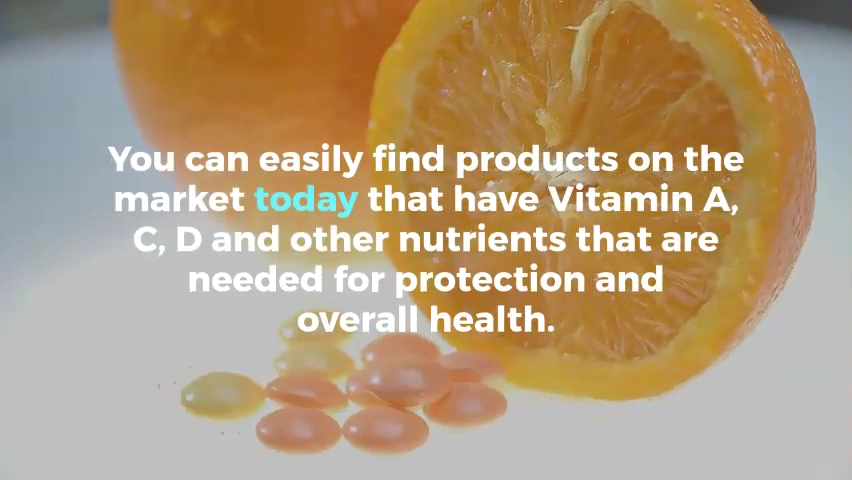 You can easily find products on the
market today that have Vitamin A,
C, D and other nutrients that are
needed for protection and
overall health.